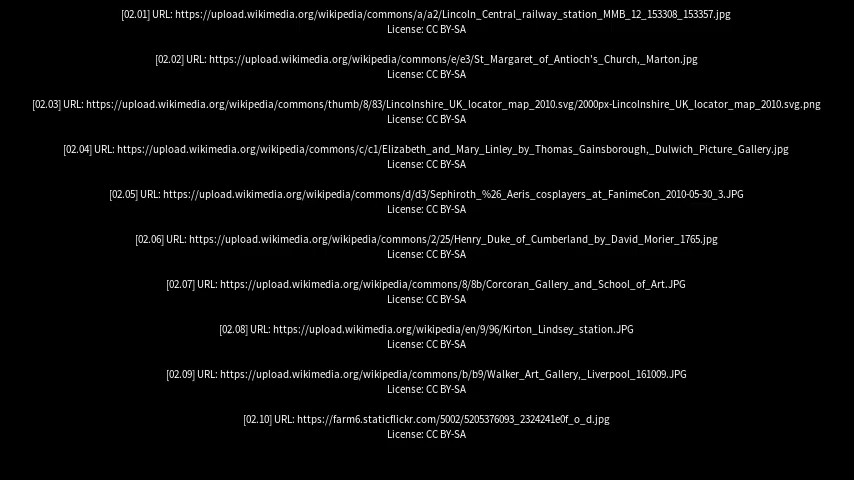 [02.01] URL: https://upload.wikimedia.org/wikipedia/commons/a/a2/Lincoln_Central_railway_station_MMB_12_153308_153357.jpg
License: CC BY-SA
[02.02] URL: https://upload.wikimedia.org/wikipedia/commons/e/e3/St_Margaret_of_Antioch's_Church,_Marton.jpg
License: CC BY-SA
[02.03] URL: https://upload.wikimedia.org/wikipedia/commons/thumb/8/83/Lincolnshire_UK_locator_map_2010.svg/2000px-Lincolnshire_UK_locator_map_2010.svg.png
License: CC BY-SA
[02.04] URL: https://upload.wikimedia.org/wikipedia/commons/c/c1/Elizabeth_and_Mary_Linley_by_Thomas_Gainsborough,_Dulwich_Picture_Gallery.jpg
License: CC BY-SA
[02.05] URL: https://upload.wikimedia.org/wikipedia/commons/d/d3/Sephiroth_%26_Aeris_cosplayers_at_FanimeCon_2010-05-30_3.JPG
License: CC BY-SA
[02.06] URL: https://upload.wikimedia.org/wikipedia/commons/2/25/Henry_Duke_of_Cumberland_by_David_Morier_1765.jpg
License: CC BY-SA
[02.07] URL: https://upload.wikimedia.org/wikipedia/commons/8/8b/Corcoran_Gallery_and_School_of_Art.JPG
License: CC BY-SA
[02.08] URL: https://upload.wikimedia.org/wikipedia/en/9/96/Kirton_Lindsey_station.JPG
License: CC BY-SA
[02.09] URL: https://upload.wikimedia.org/wikipedia/commons/b/b9/Walker_Art_Gallery,_Liverpool_161009.JPG
License: CC BY-SA
[02.10] URL: https://farm6.staticflickr.com/5002/5205376093_2324241e0f_o_d.jpg
License: CC BY-SA